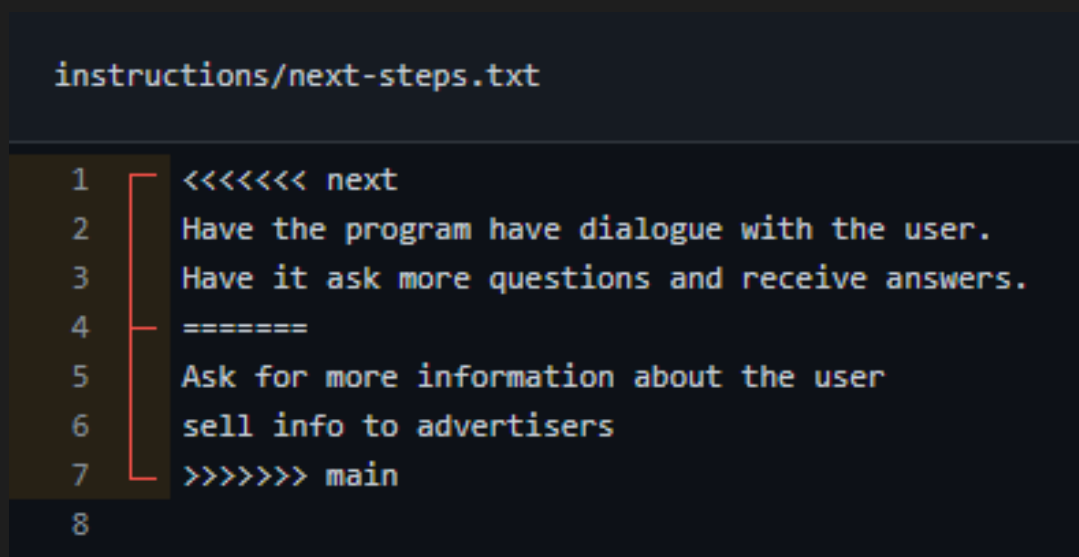 instructions/next-steps.txt
1 <<<<<<< next
2 Have the program have dialogue with the user.
3 Have it ask more questions and receive answers.
4 =======
5 Ask for more information about the user
6 sell info to advertisers
7 >>>>>>> main
8